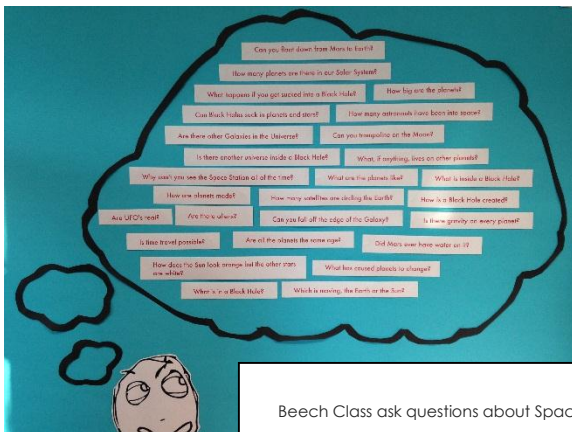 Can you float down from Mars to Earth?
How many planets are there in our Solar System?
What happens if you get sucked into a Black Hole?
How big are the planets?
Can Black Holes suck in planets and stars?
How many astronauts have been into space?
Are there other Galaxies in the Universe?
Can you trampoline on the Moon?
Is there another universe inside a Black Hole?
What, if anything, lives on other planets?
Why can't you see the Space Station all of the time?
What are the planets like?
What is inside a Black Hole?
How are planets made?
How many satellites are circling the Earth?
How is a Black Hole created?
Are UFO's real?
Are there aliens?
Can you fall off the edge of the Galaxy?
Is there gravity on every planet?
Is time travel possible?
Are all the planets the same age?
Did Mars ever have water on it?
How does the Sun look orange but the other stars
are white?
What has caused planets to change?
What is in a Black Hole?
Which is moving, the Earth or the Sun?
Beech Class ask questions about Spac